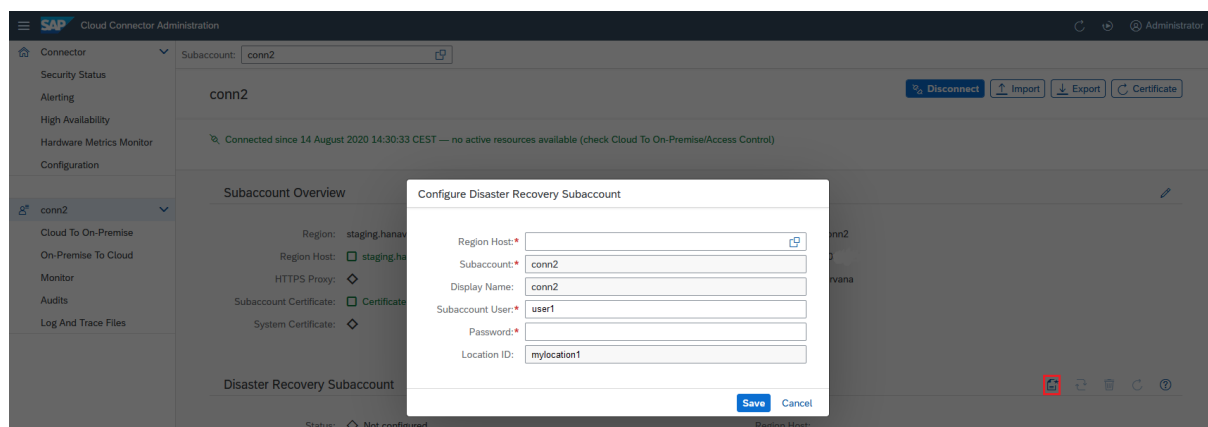 SAP Cloud Connector Administration
Administrator
Connector
Subaccount: conn2
Security Status
Alerting
High Availability
Hardware Metrics Monitor
Configuration
conn2
Disconnect Import Export Certificate
Connected since 14 August 2020 14:30:33 CEST — no active resources available (check Cloud To On-Premise/Access Control)
conn2
Cloud To On-Premise
On-Premise To Cloud
Monitor
Audits
Log And Trace Files
Subaccount Overview
Region: staging.hanav
Region Host: staging.ha
HTTPS Proxy:
Subaccount Certificate: Certificate
System Certificate:
Configure Disaster Recovery Subaccount
Region Host:*
Subaccount:* conn2
Display Name: conn2
Subaccount User:* user1
Password:*
Location ID: mylocation1
Save Cancel
Disaster Recovery Subaccount
Status: Not configured
Region Host: